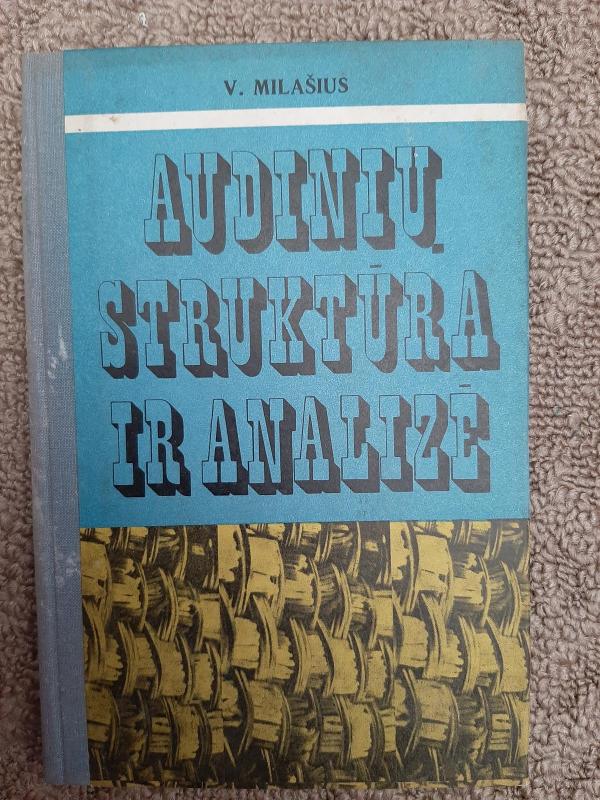 V. MILAŠIUS
AUDINIŲ
STRUKTŪRA
IR ANALIZĖ